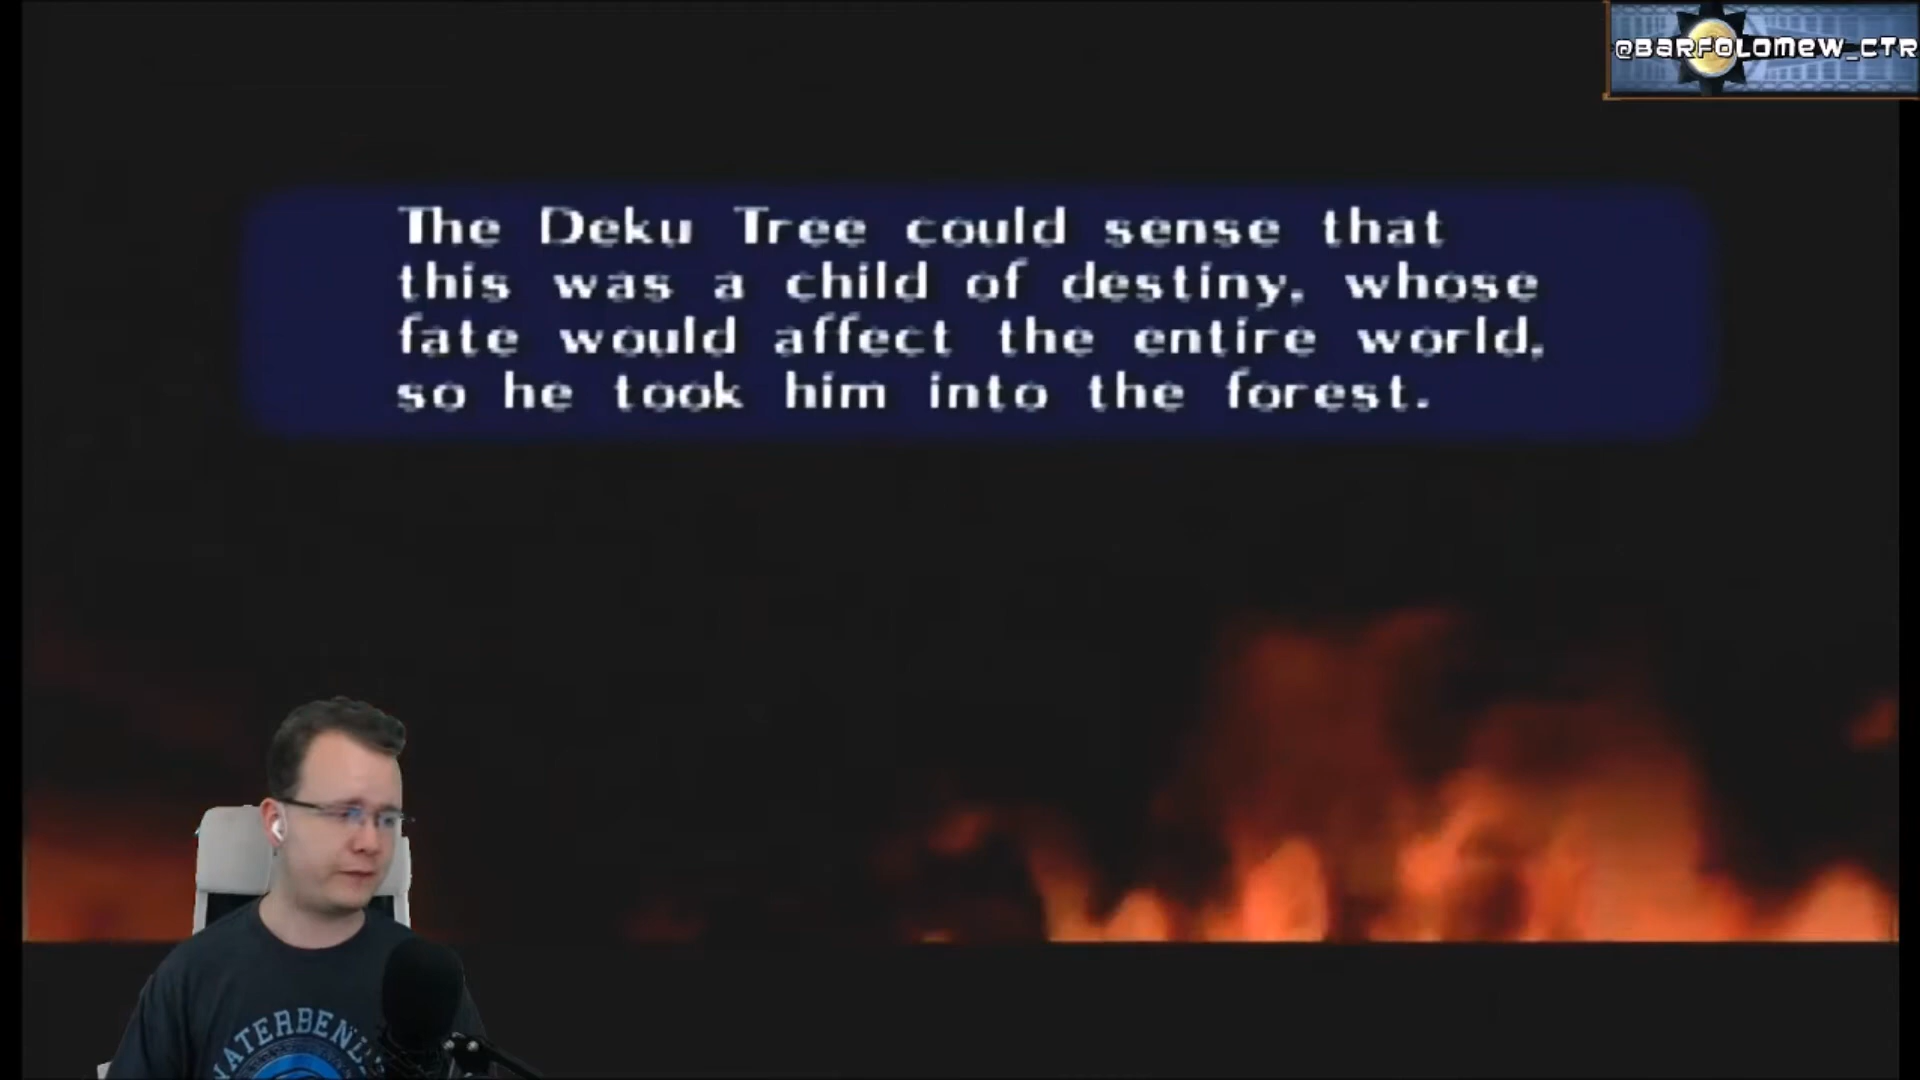 @BARFOLOMEW_CTR
The Deku Tree could sense that
this was a child of destiny, whose
fate would affect the entire world,
so he took him into the forest.